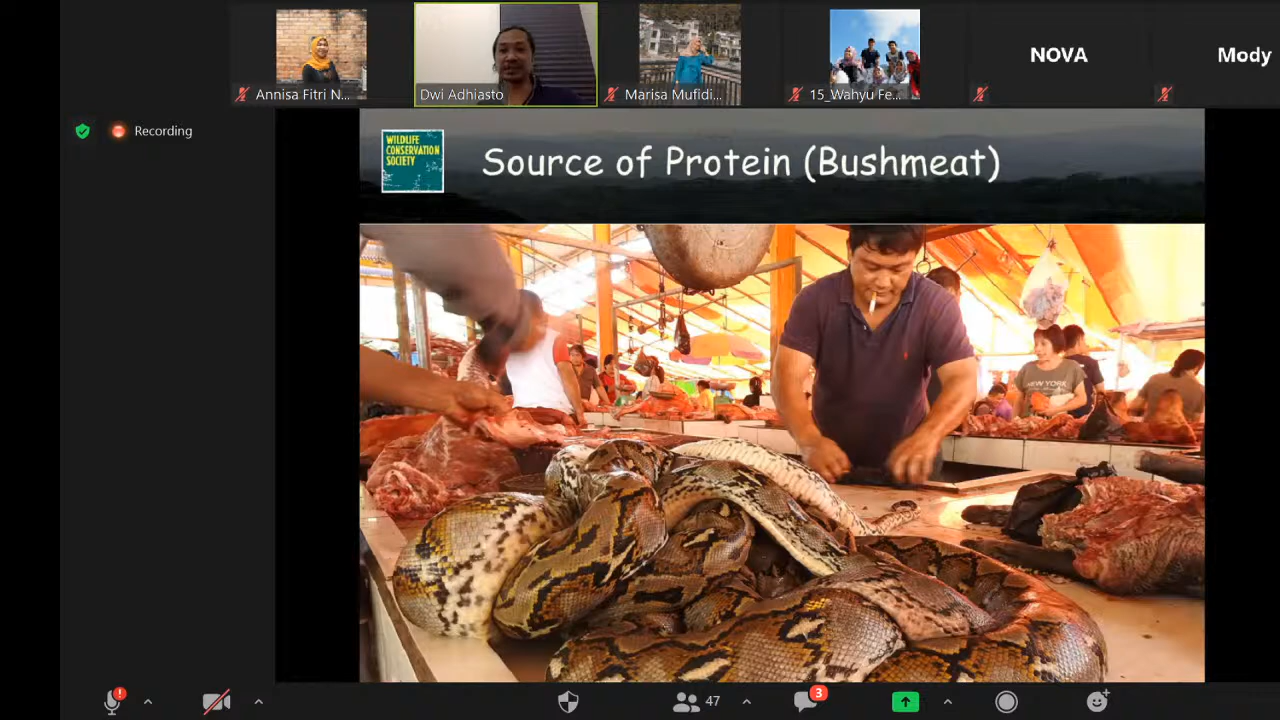 NOVA
Mody
Annisa Fitri N...
Dwi Adhiasto
Marisa Mufidi...
15_Wahyu Fe...
Recording
WILDLIFE
CONSERVATION
SOCIETY
Source of Protein (Bushmeat)
NEW YORK
47
3